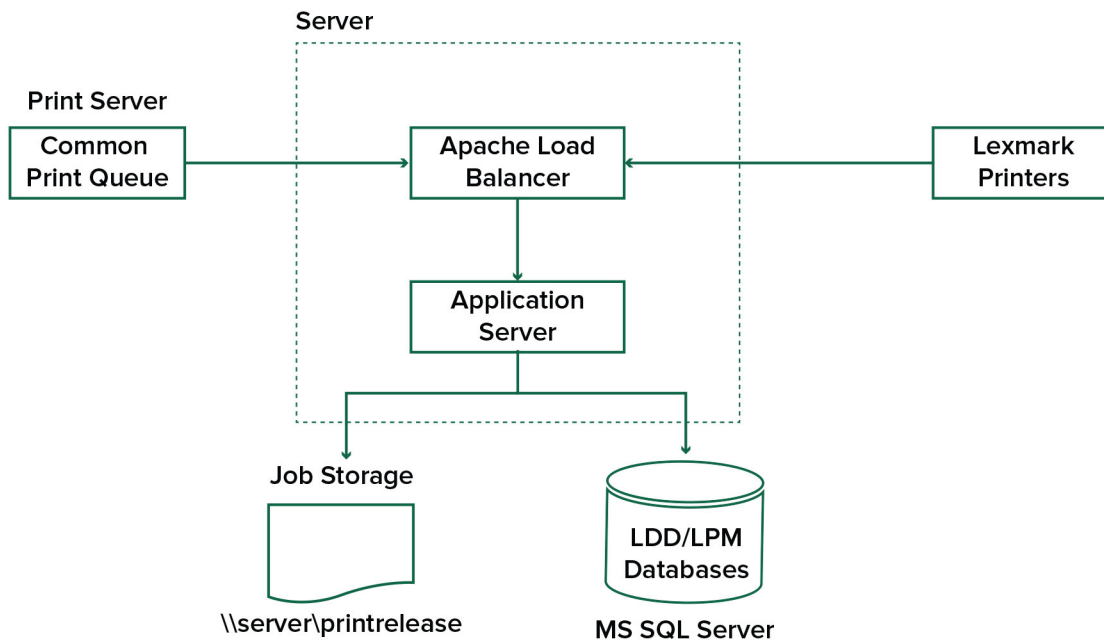 Server
Print Server
Common
Print Queue
Apache Load
Balancer
Lexmark
Printers
Application
Server
Job Storage
\\server\printrelease
LDD/LPM
Databases
MS SQL Server